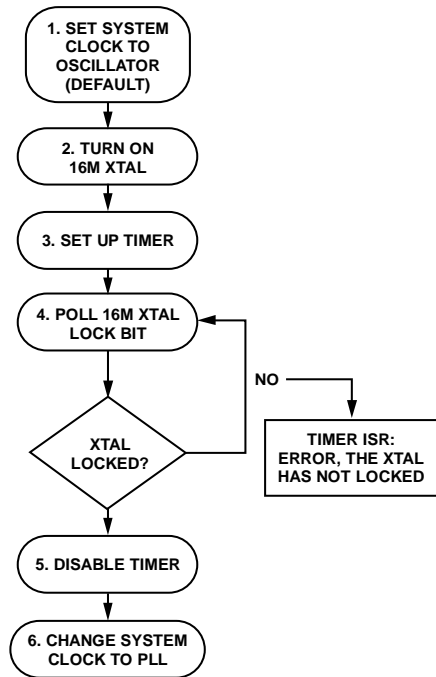 1. SET SYSTEM
CLOCK TO
OSCILLATOR
(DEFAULT)
2. TURN ON
16M XTAL
3. SET UP TIMER
4. POLL 16M XTAL
LOCK BIT
XTAL
LOCKED?
NO
TIMER ISR:
ERROR, THE XTAL
HAS NOT LOCKED
5. DISABLE TIMER
6. CHANGE SYSTEM
CLOCK TO PLL